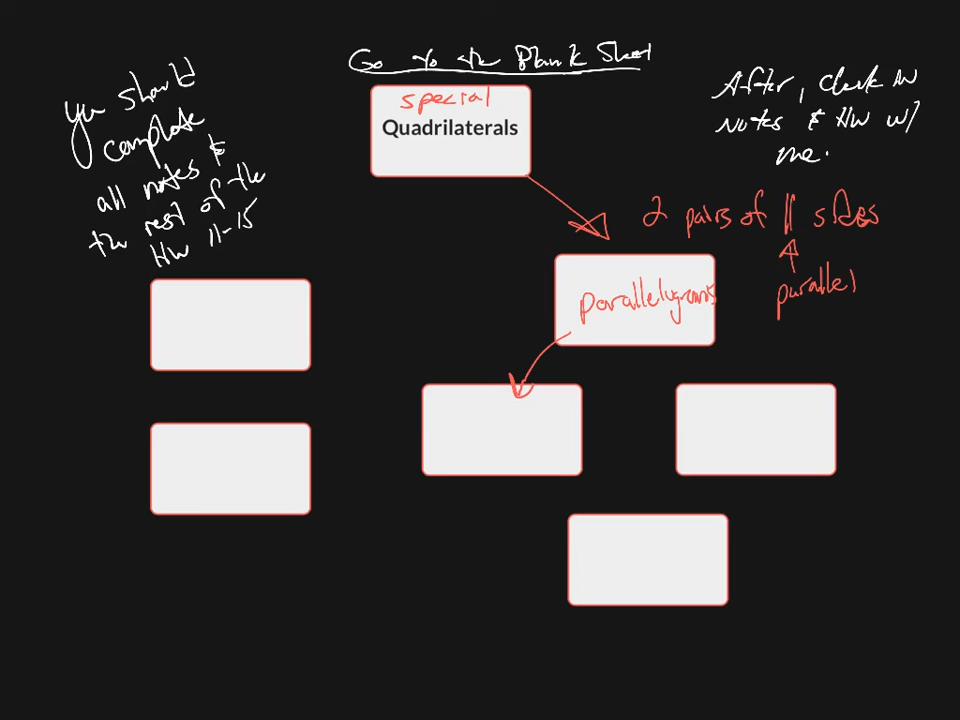 Go to the Blank Sheet
you should
complete
all notes &
the rest of the
HW 11-15
special
Quadrilaterals
After, check in
Notes & HW w/
me.
2 pairs of || sides
parallel
parallelograms